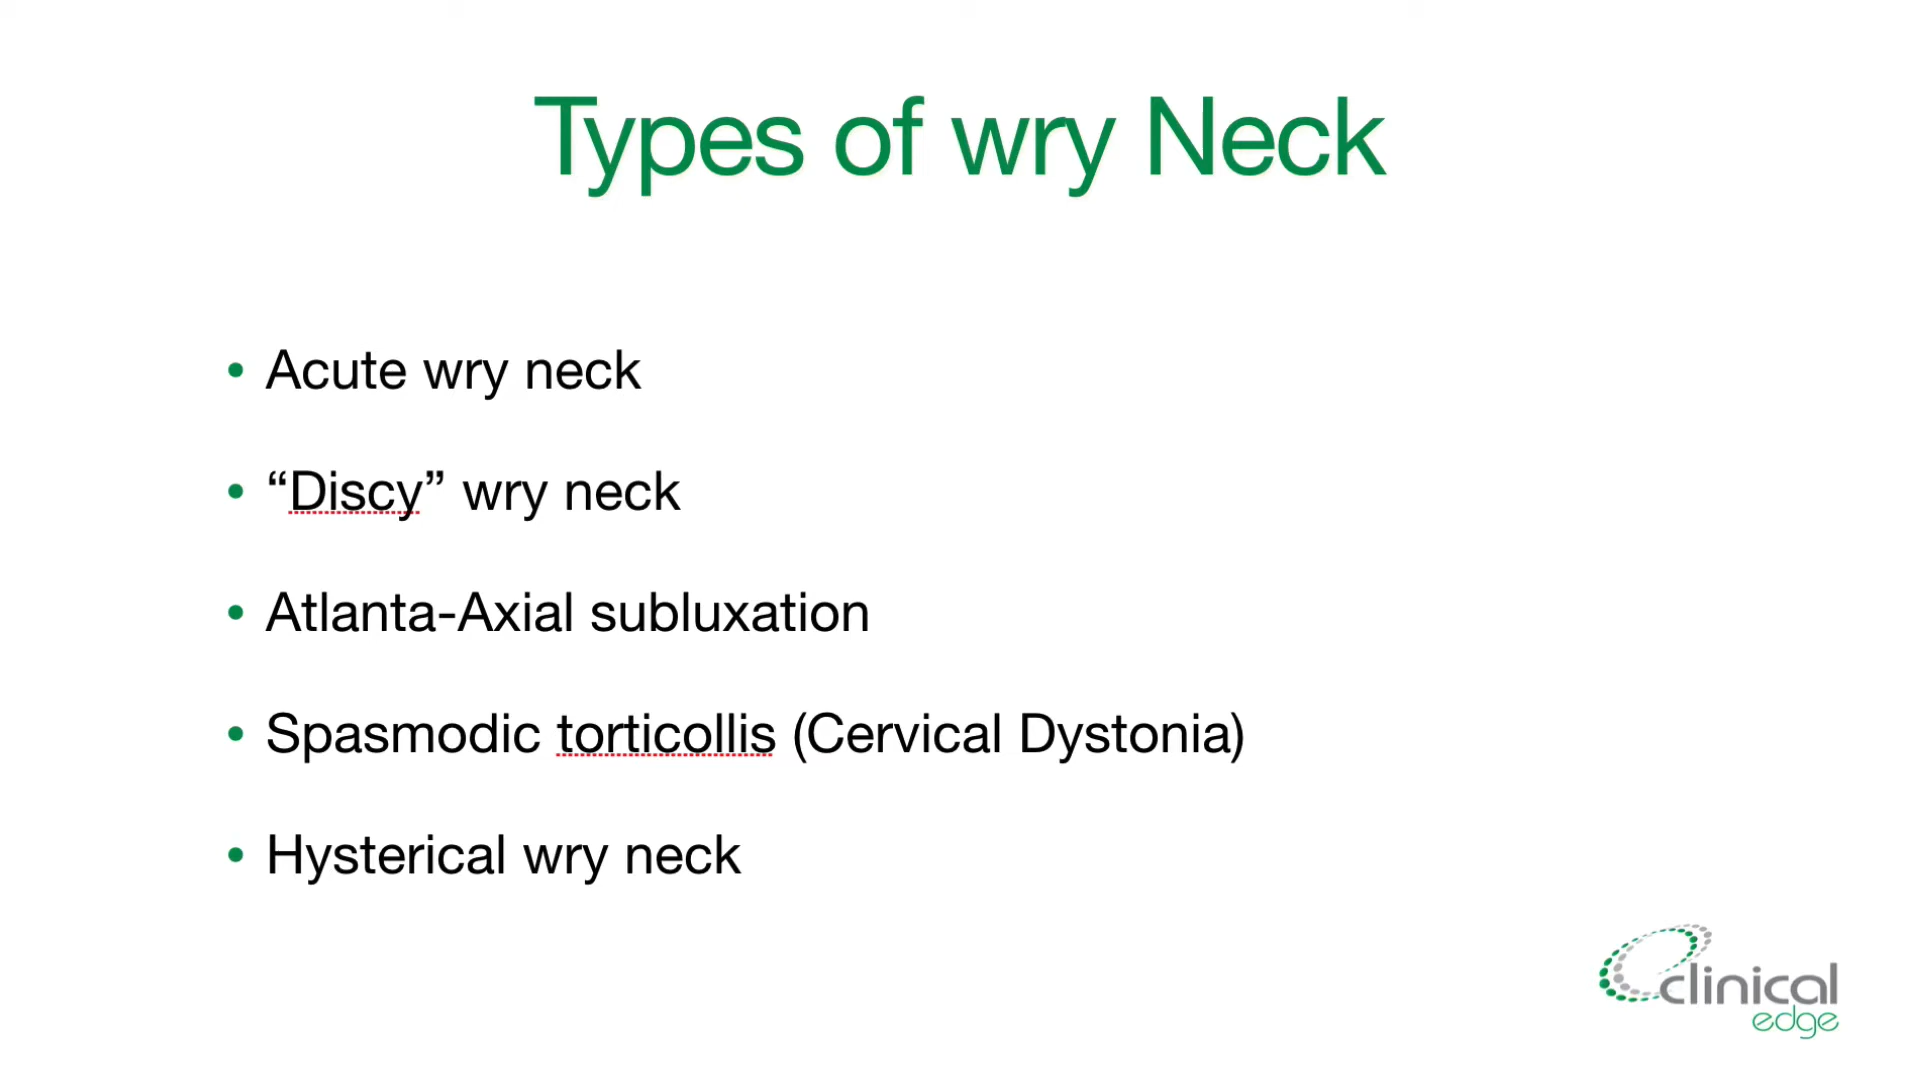 Types of wry Neck
• Acute wry neck
• “Discy” wry neck
• Atlanta-Axial subluxation
• Spasmodic torticollis (Cervical Dystonia)
• Hysterical wry neck
clinical
edge